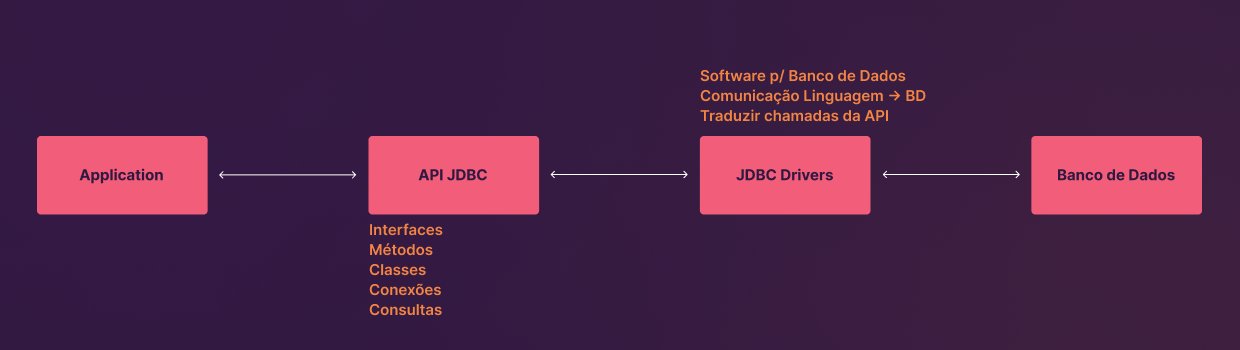 Software p/ Banco de Dados
Comunicação Linguagem → BD
Traduzir chamadas da API
Application
API JDBC
JDBC Drivers
Banco de Dados
Interfaces
Métodos
Classes
Conexões
Consultas